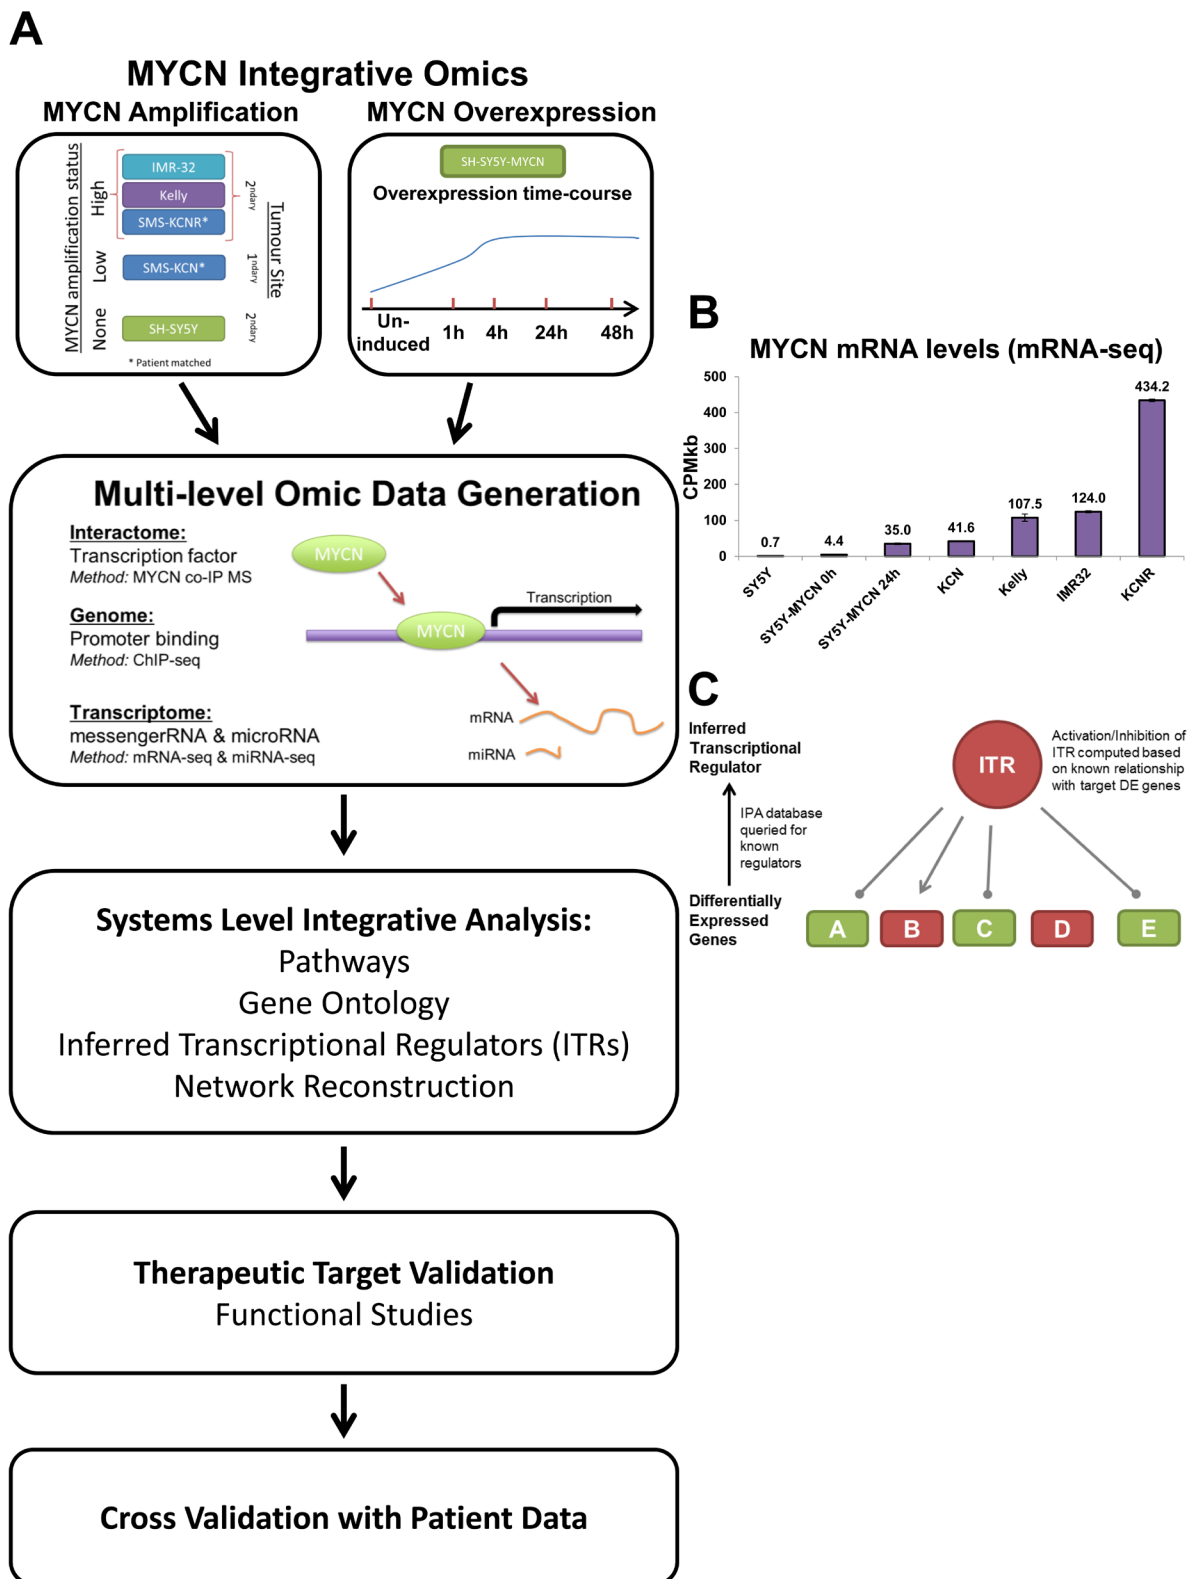 A
MYCN Integrative Omics
MYCN Amplification
MYCN amplification status
High
Low
None
IMR-32
Kelly
SMS-KCNR*
SMS-KCN*
SH-SY5Y
2ndary
1ndary
2ndary
Tumour Site
* Patient matched
MYCN Overexpression
SH-SY5Y-MYCN
Overexpression time-course
Un-
induced
1h
4h
24h
48h
Multi-level Omic Data Generation
Interactome:
Transcription factor
Method: MYCN co-IP MS
Genome:
Promoter binding
Method: ChIP-seq
Transcriptome:
messengerRNA & microRNA
Method: mRNA-seq & miRNA-seq
MYCN
MYCN
Transcription
mRNA
miRNA
Systems Level Integrative Analysis:
Pathways
Gene Ontology
Inferred Transcriptional Regulators (ITRs)
Network Reconstruction
Therapeutic Target Validation
Functional Studies
Cross Validation with Patient Data
B
MYCN mRNA levels (mRNA-seq)
CPMkb
500
400
300
200
100
0
0.7
4.4
35.0
41.6
107.5
124.0
434.2
SY5Y
SY5Y-MYCN 0h
SY5Y-MYCN 24h
KCN
Kelly
IMR32
KCNR
C
Inferred
Transcriptional
Regulator
IPA database
queried for
known
regulators
Differentially
Expressed
Genes
ITR
Activation/Inhibition of
ITR computed based
on known relationship
with target DE genes
A
B
C
D
E